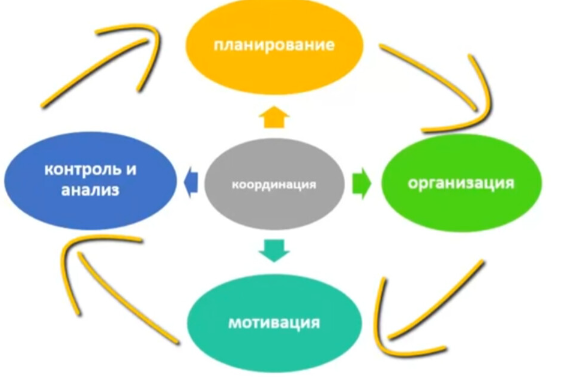 планирование
контроль и
анализ
координация
организация
мотивация